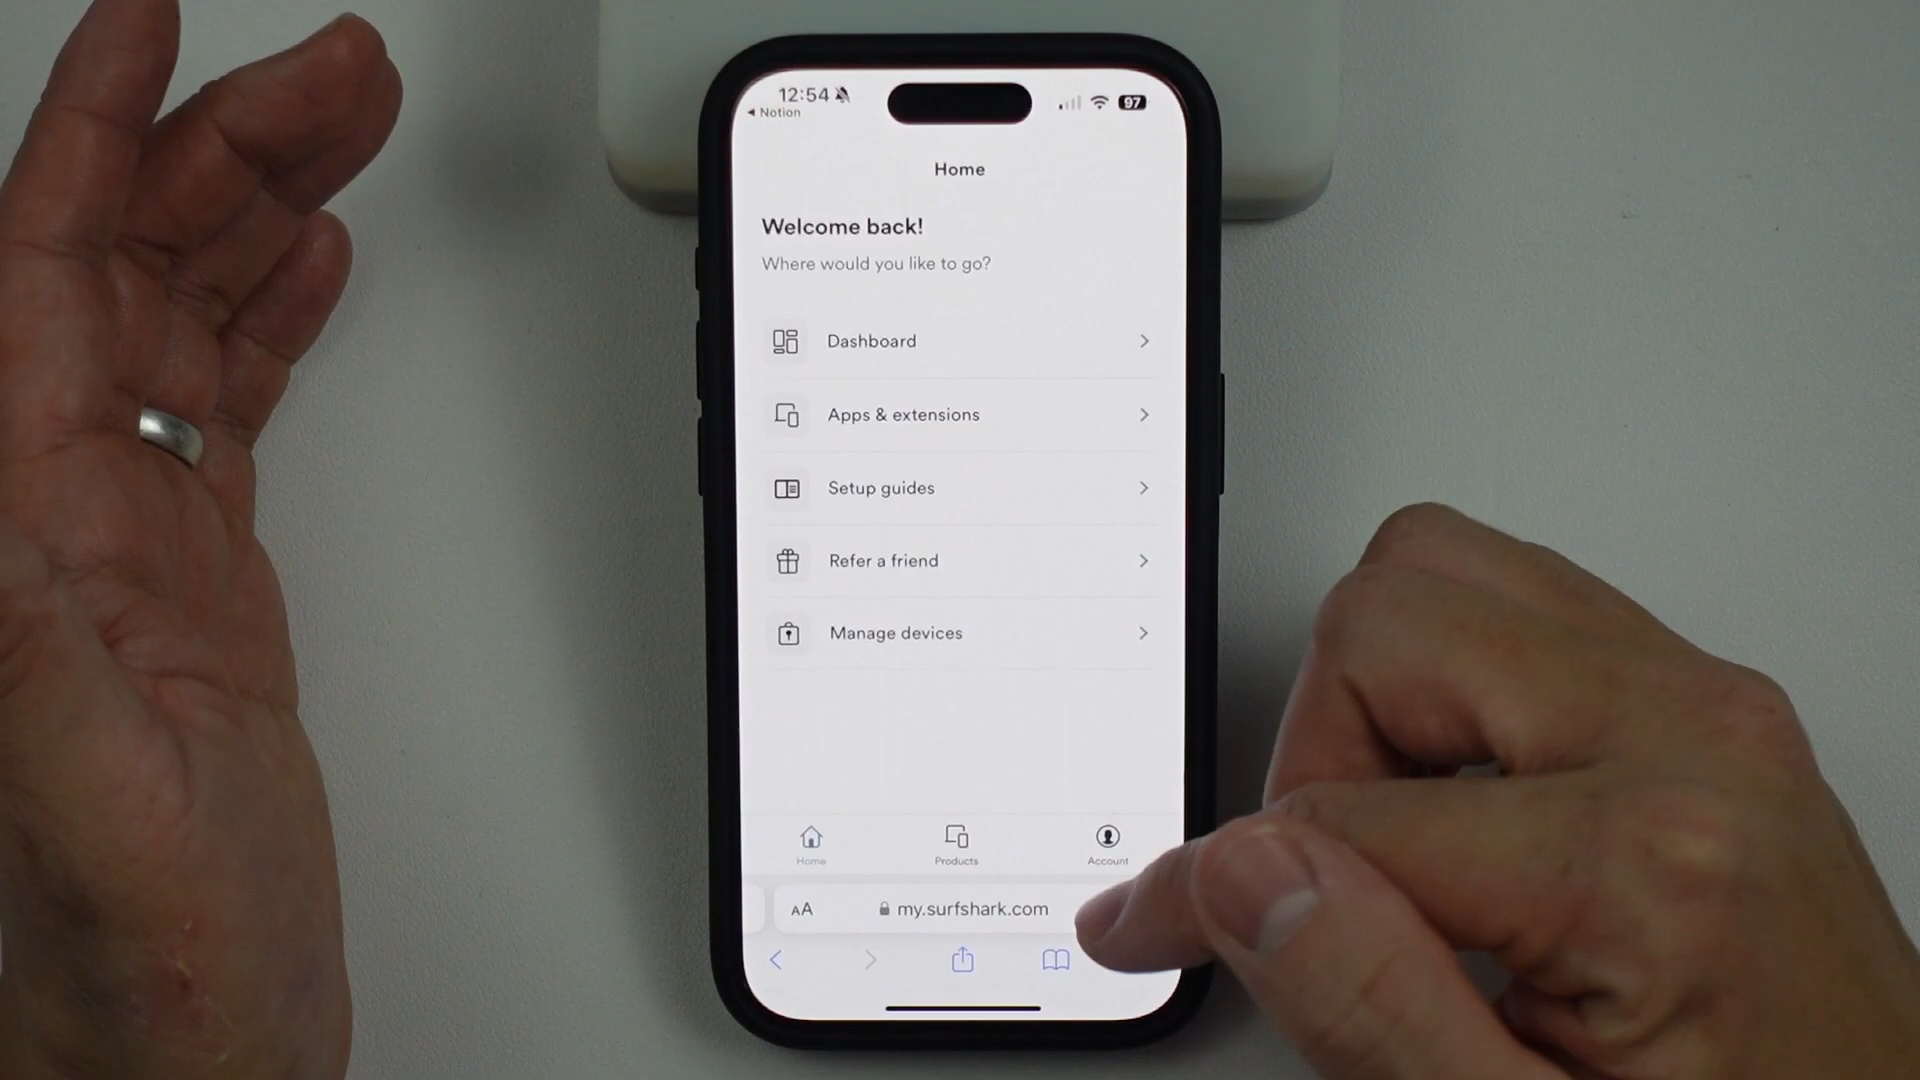 12:54
97
◄ Notion
Home
Welcome back!
Where would you like to go?
Dashboard
Apps & extensions
Setup guides
Refer a friend
Manage devices
Home
Products
Account
AA
my.surfshark.com